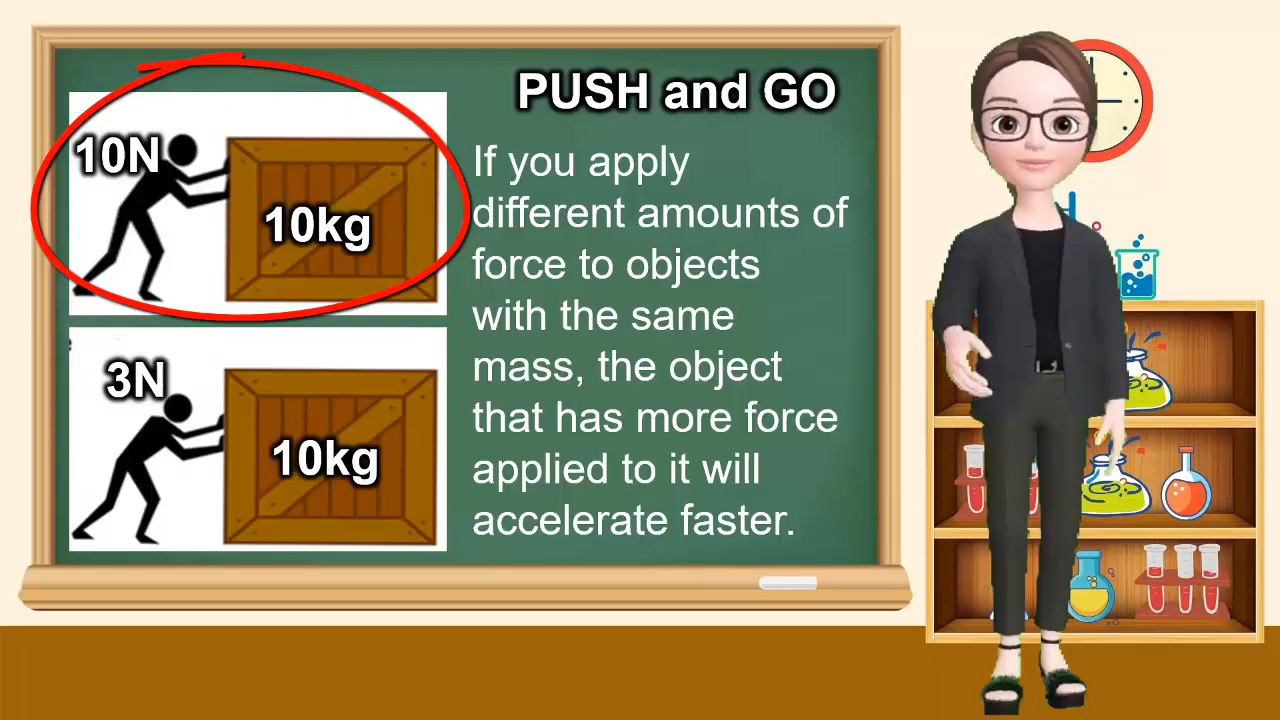 PUSH and GO
10N
10kg
3N
10kg
If you apply
different amounts of
force to objects
with the same
mass, the object
that has more force
applied to it will
accelerate faster.